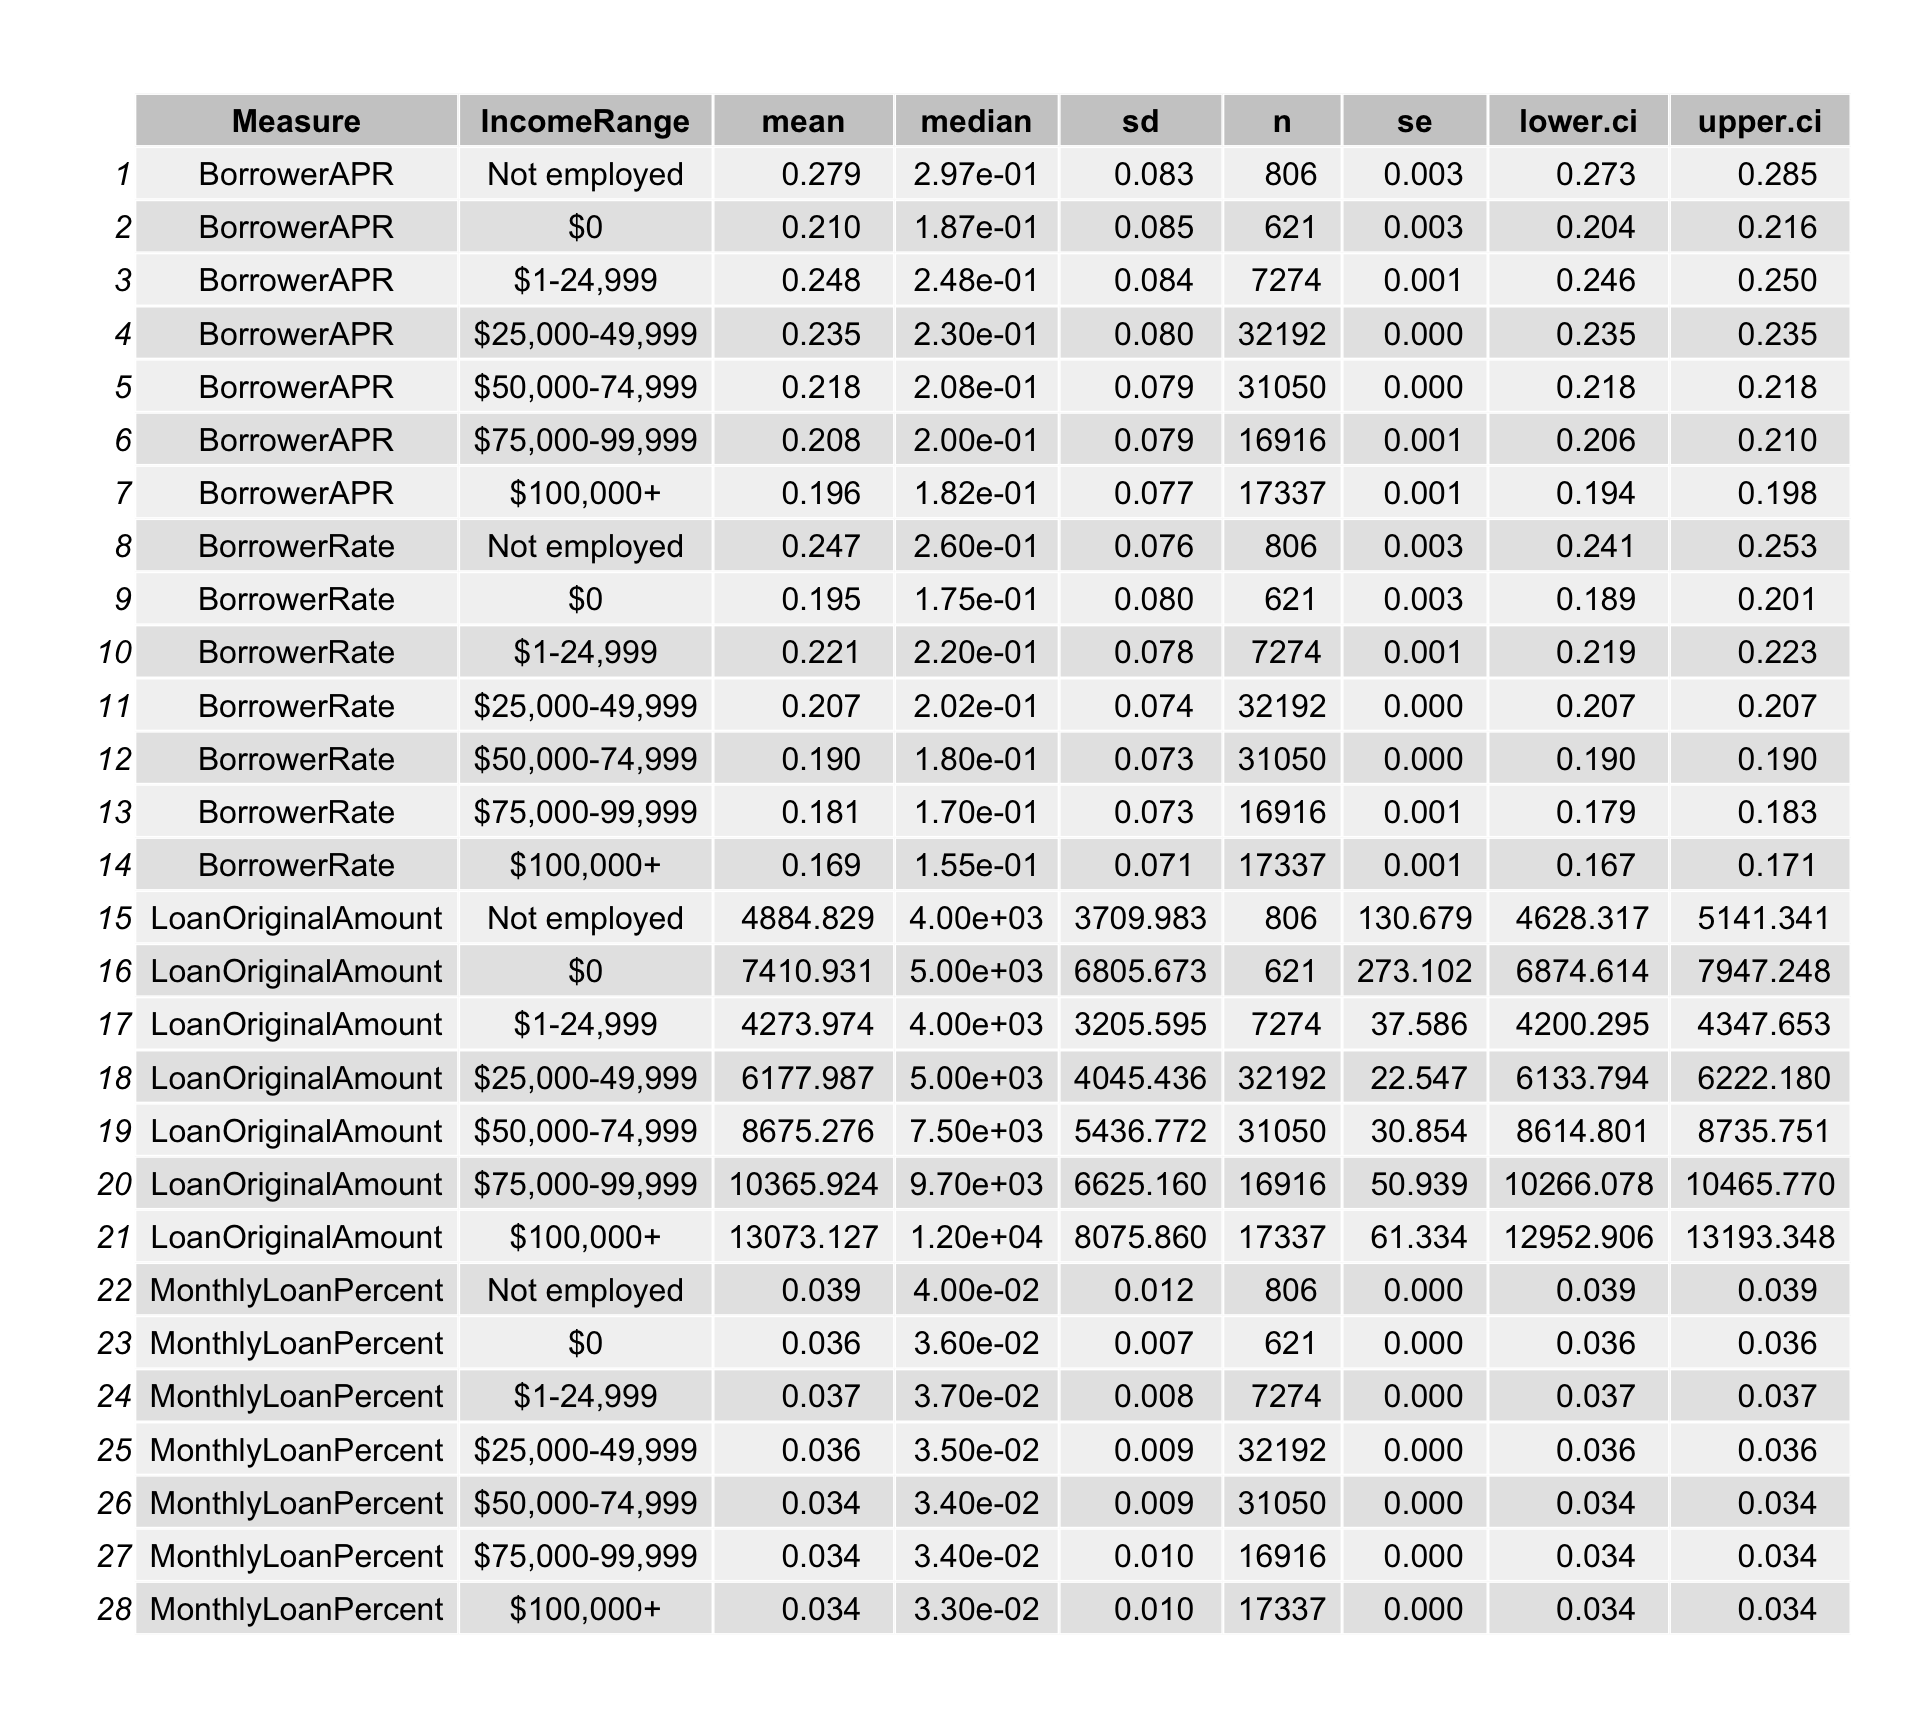 Measure IncomeRange mean median sd n se lower.ci upper.ci
1 BorrowerAPR Not employed 0.279 2.97e-01 0.083 806 0.003 0.273 0.285
2 BorrowerAPR $0 0.210 1.87e-01 0.085 621 0.003 0.204 0.216
3 BorrowerAPR $1-24,999 0.248 2.48e-01 0.084 7274 0.001 0.246 0.250
4 BorrowerAPR $25,000-49,999 0.235 2.30e-01 0.080 32192 0.000 0.235 0.235
5 BorrowerAPR $50,000-74,999 0.218 2.08e-01 0.079 31050 0.000 0.218 0.218
6 BorrowerAPR $75,000-99,999 0.208 2.00e-01 0.079 16916 0.001 0.206 0.210
7 BorrowerAPR $100,000+ 0.196 1.82e-01 0.077 17337 0.001 0.194 0.198
8 BorrowerRate Not employed 0.247 2.60e-01 0.076 806 0.003 0.241 0.253
9 BorrowerRate $0 0.195 1.75e-01 0.080 621 0.003 0.189 0.201
10 BorrowerRate $1-24,999 0.221 2.20e-01 0.078 7274 0.001 0.219 0.223
11 BorrowerRate $25,000-49,999 0.207 2.02e-01 0.074 32192 0.000 0.207 0.207
12 BorrowerRate $50,000-74,999 0.190 1.80e-01 0.073 31050 0.000 0.190 0.190
13 BorrowerRate $75,000-99,999 0.181 1.70e-01 0.073 16916 0.001 0.179 0.183
14 BorrowerRate $100,000+ 0.169 1.55e-01 0.071 17337 0.001 0.167 0.171
15 LoanOriginalAmount Not employed 4884.829 4.00e+03 3709.983 806 130.679 4628.317 5141.341
16 LoanOriginalAmount $0 7410.931 5.00e+03 6805.673 621 273.102 6874.614 7947.248
17 LoanOriginalAmount $1-24,999 4273.974 4.00e+03 3205.595 7274 37.586 4200.295 4347.653
18 LoanOriginalAmount $25,000-49,999 6177.987 5.00e+03 4045.436 32192 22.547 6133.794 6222.180
19 LoanOriginalAmount $50,000-74,999 8675.276 7.50e+03 5436.772 31050 30.854 8614.801 8735.751
20 LoanOriginalAmount $75,000-99,999 10365.924 9.70e+03 6625.160 16916 50.939 10266.078 10465.770
21 LoanOriginalAmount $100,000+ 13073.127 1.20e+04 8075.860 17337 61.334 12952.906 13193.348
22 MonthlyLoanPercent Not employed 0.039 4.00e-02 0.012 806 0.000 0.039 0.039
23 MonthlyLoanPercent $0 0.036 3.60e-02 0.007 621 0.000 0.036 0.036
24 MonthlyLoanPercent $1-24,999 0.037 3.70e-02 0.008 7274 0.000 0.037 0.037
25 MonthlyLoanPercent $25,000-49,999 0.036 3.50e-02 0.009 32192 0.000 0.036 0.036
26 MonthlyLoanPercent $50,000-74,999 0.034 3.40e-02 0.009 31050 0.000 0.034 0.034
27 MonthlyLoanPercent $75,000-99,999 0.034 3.40e-02 0.010 16916 0.000 0.034 0.034
28 MonthlyLoanPercent $100,000+ 0.034 3.30e-02 0.010 17337 0.000 0.034 0.034